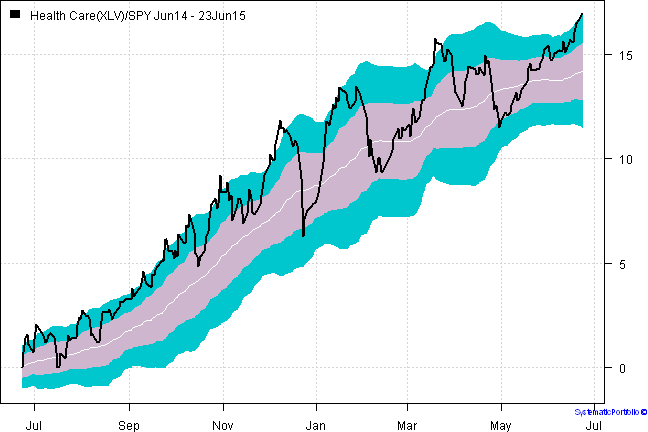 Health Care(XLV)/SPY Jun14 - 23Jun15
15
10
5
0
Jul Sep Nov Jan Mar May Jul
SystematicPortfolio ©